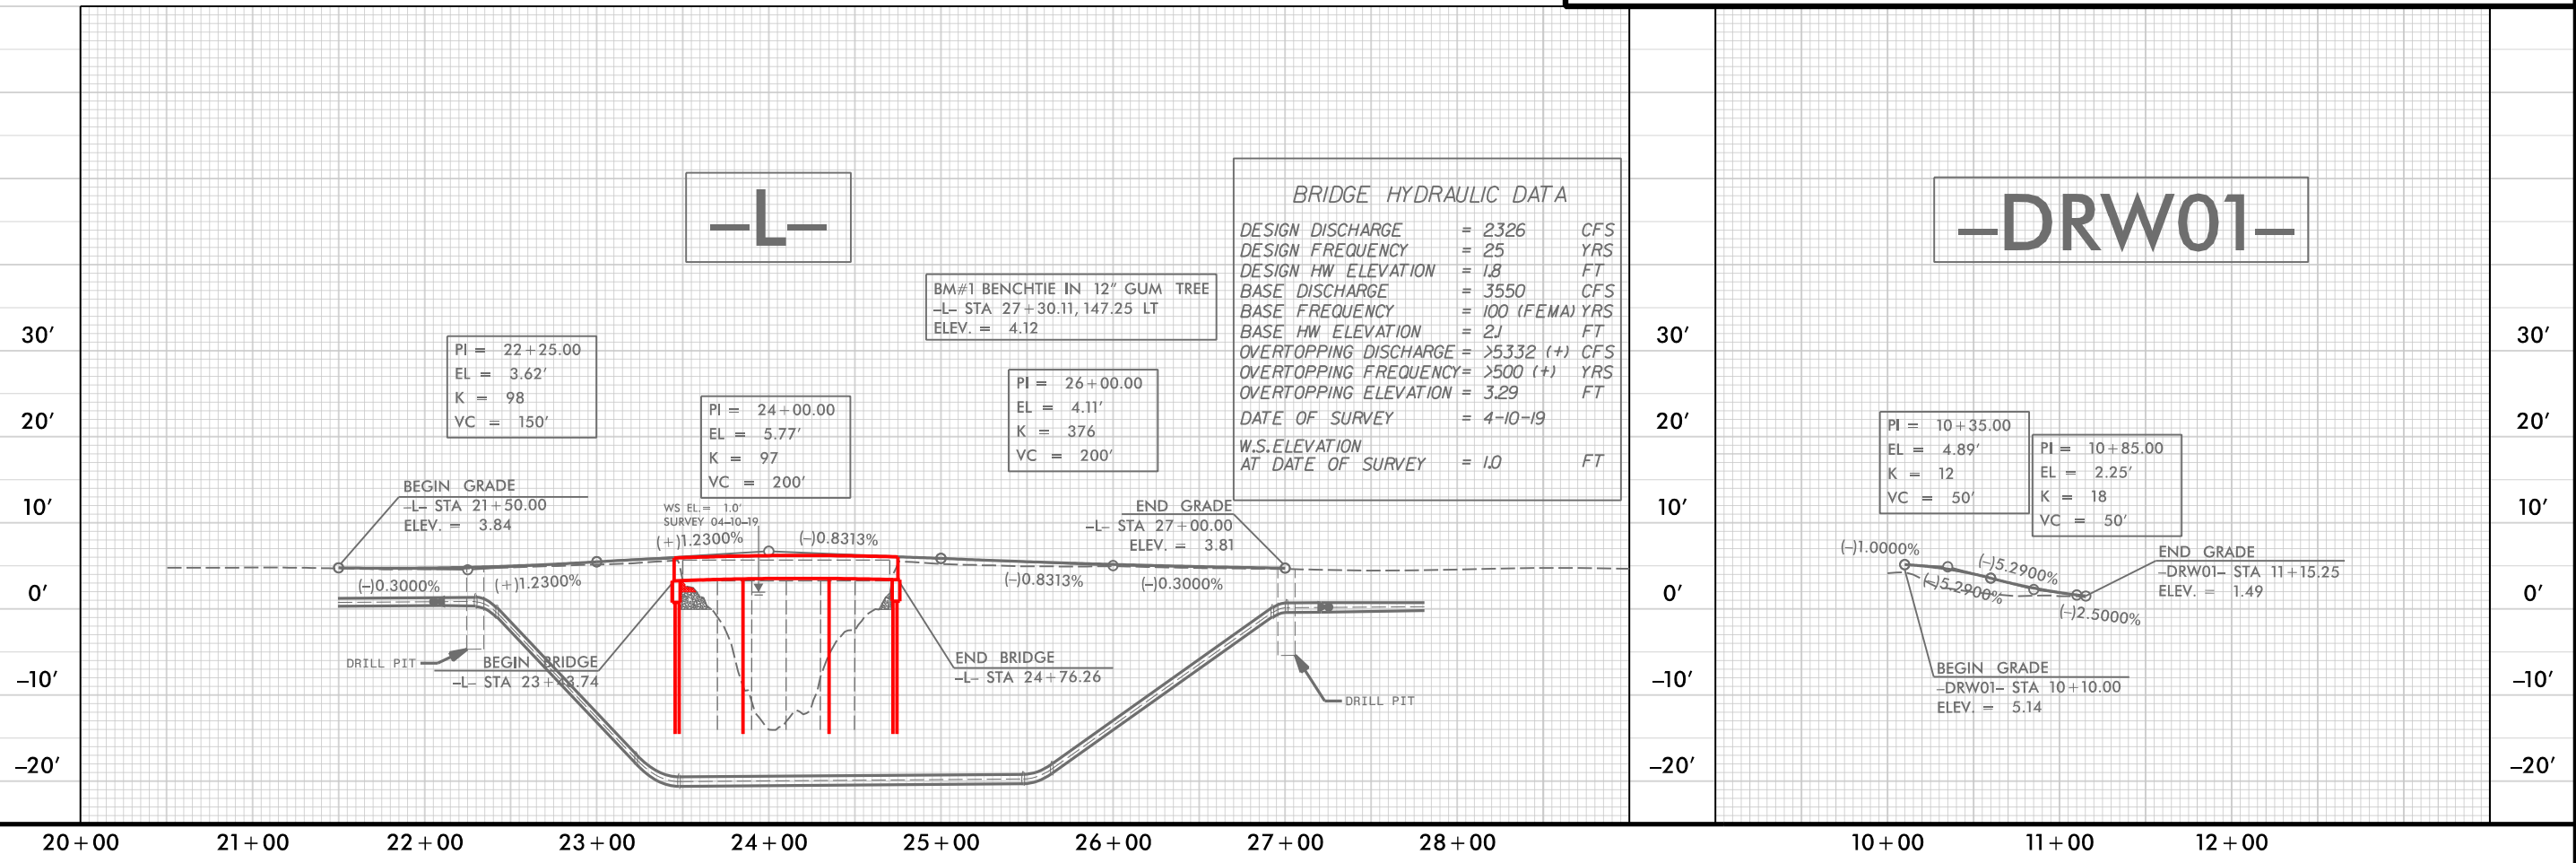 –L–
–DRW01–
BRIDGE HYDRAULIC DATA
DESIGN DISCHARGE = 2326 CFS
DESIGN FREQUENCY = 25 YRS
DESIGN HW ELEVATION = 1.8 FT
BASE DISCHARGE = 3550 CFS
BASE FREQUENCY = 100 (FEMA) YRS
BASE HW ELEVATION = 2.1 FT
OVERTOPPING DISCHARGE = >5332 (+) CFS
OVERTOPPING FREQUENCY = >500 (+) YRS
OVERTOPPING ELEVATION = 3.29 FT
DATE OF SURVEY = 4-10-19
W.S.ELEVATION
AT DATE OF SURVEY = 1.0 FT
BM#1 BENCHTIE IN 12" GUM TREE
–L– STA 27+30.11, 147.25 LT
ELEV. = 4.12
PI = 22+25.00
EL = 3.62'
K = 98
VC = 150'
PI = 24+00.00
EL = 5.77'
K = 97
VC = 200'
PI = 26+00.00
EL = 4.11'
K = 376
VC = 200'
PI = 10+35.00
EL = 4.89'
K = 12
VC = 50'
PI = 10+85.00
EL = 2.25'
K = 18
VC = 50'
BEGIN GRADE
–L– STA 21+50.00
ELEV. = 3.84
WS EL.= 1.0'
SURVEY 04-10-19
(+)1.2300%
(–)0.8313%
END GRADE
–L– STA 27+00.00
ELEV. = 3.81
(–)0.3000%
(+)1.2300%
(–)0.8313%
(–)0.3000%
DRILL PIT
BEGIN BRIDGE
–L– STA 23+43.74
END BRIDGE
–L– STA 24+76.26
DRILL PIT
(–)1.0000%
(–)5.2900%
(–)5.2900%
(–)2.5000%
END GRADE
–DRW01– STA 11+15.25
ELEV. = 1.49
BEGIN GRADE
–DRW01– STA 10+10.00
ELEV. = 5.14
30' 30' 30'
20' 20' 20'
10' 10' 10'
0' 0' 0'
–10' –10' –10'
–20' –20' –20'
20+00 21+00 22+00 23+00 24+00 25+00 26+00 27+00 28+00 10+00 11+00 12+00